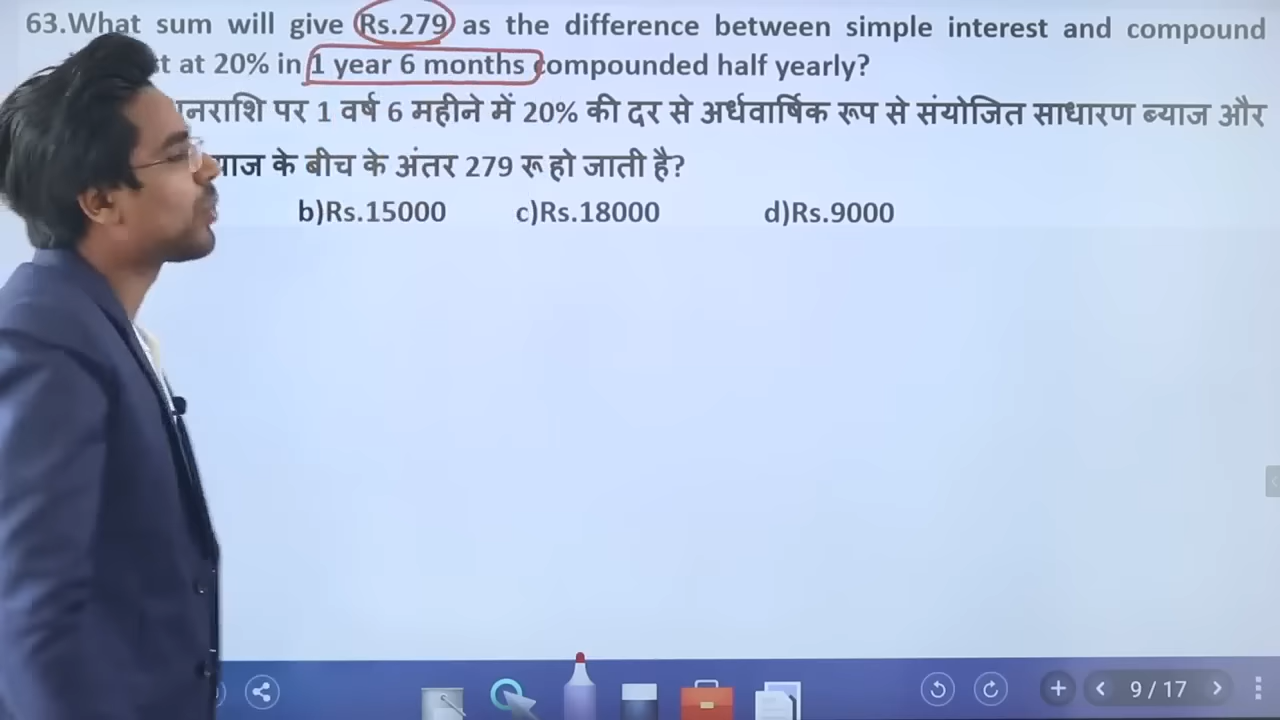 63.What sum will give Rs.279 as the difference between simple interest and compound
at 20% in 1 year 6 months compounded half yearly?
पर 1 वर्ष 6 महीने में 20% की दर से अर्धवार्षिक रूप से संयोजित साधारण ब्याज और
के बीच के अंतर 279 रू हो जाती है?
b)Rs.15000 c)Rs.18000 d)Rs.9000
9 / 17